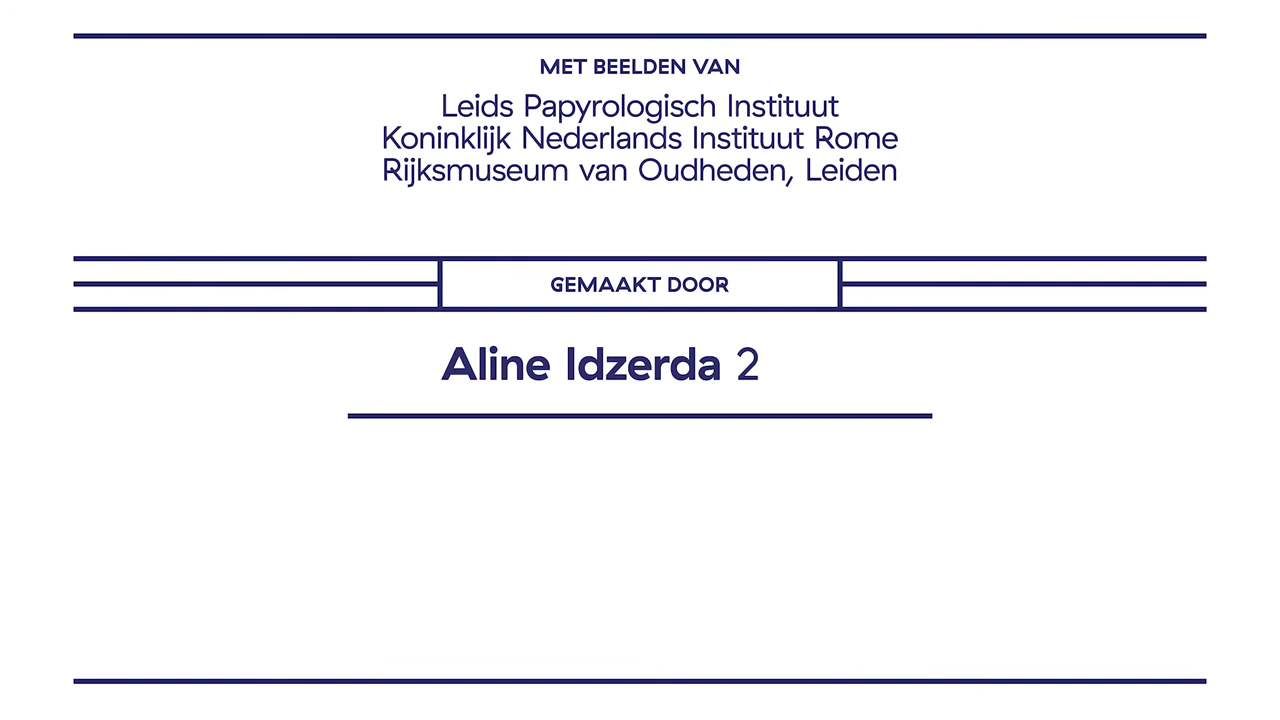 MET BEELDEN VAN
Leids Papyrologisch Instituut
Koninklijk Nederlands Instituut Rome
Rijksmuseum van Oudheden, Leiden
GEMAAKT DOOR
Aline Idzerda 2